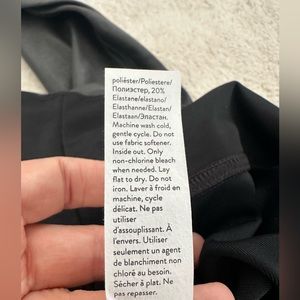 poliéster/Poliestere/
Полиэстер, 20%
Elastane/elastano/
Elasthanne/Elastan/
Elastaan/Эластан.
Machine wash cold,
gentle cycle. Do not
use fabric softener.
Inside out. Only
non-chlorine bleach
when needed. Lay
flat to dry. Do not
iron. Laver à froid en
machine, cycle
délicat. Ne pas
utiliser
d'assouplissant. À
l'envers. Utiliser
seulement un agent
de blanchiment non
chloré au besoin.
Sécher à plat. Ne
pas repasser.